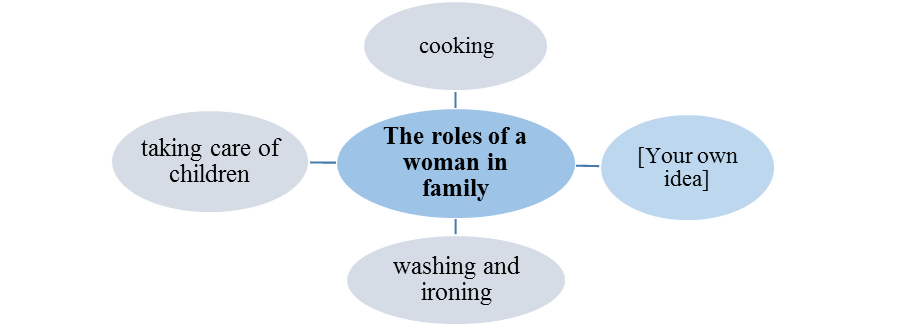 cooking
taking care of
children
The roles of a
woman in
family
[Your own
idea]
washing and
ironing